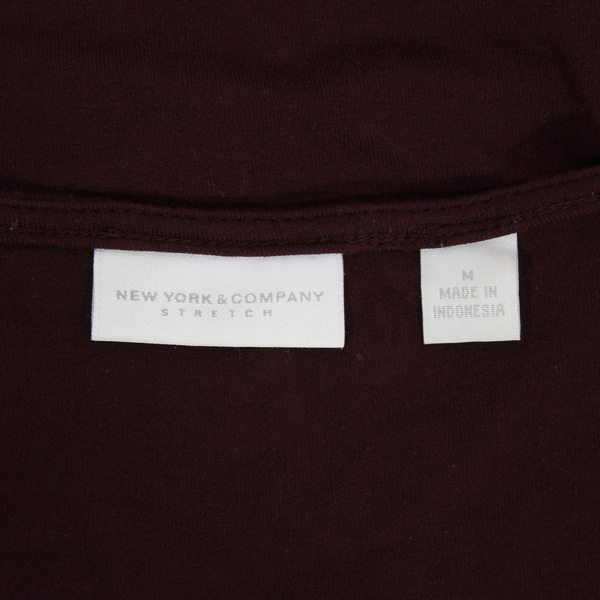 NEW YORK & COMPANY
STRETCH
M
MADE IN
INDONESIA